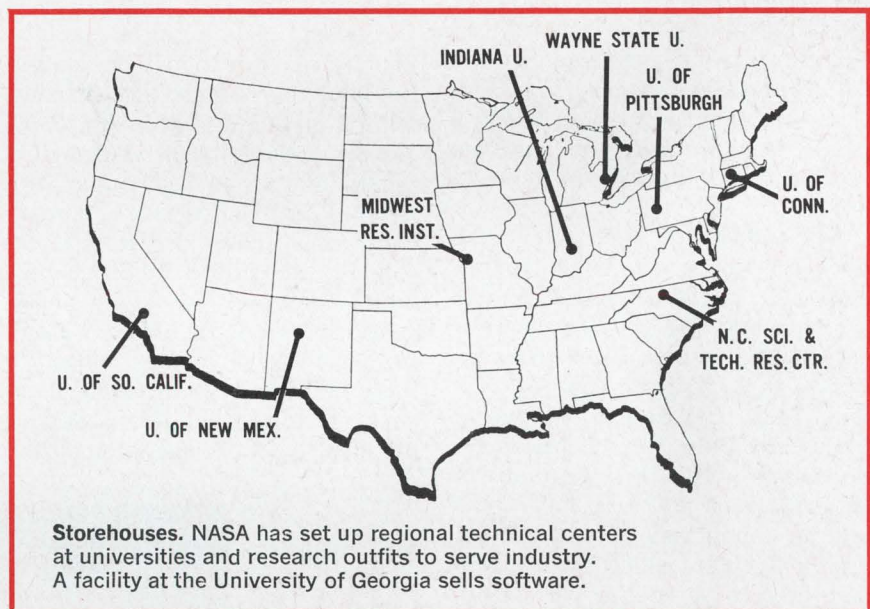 WAYNE STATE U.
INDIANA U.
U. OF
PITTSBURGH
U. OF
CONN.
MIDWEST
RES. INST.
N.C. SCI. &
TECH. RES. CTR.
U. OF SO. CALIF.
U. OF NEW MEX.
Storehouses. NASA has set up regional technical centers
at universities and research outfits to serve industry.
A facility at the University of Georgia sells software.